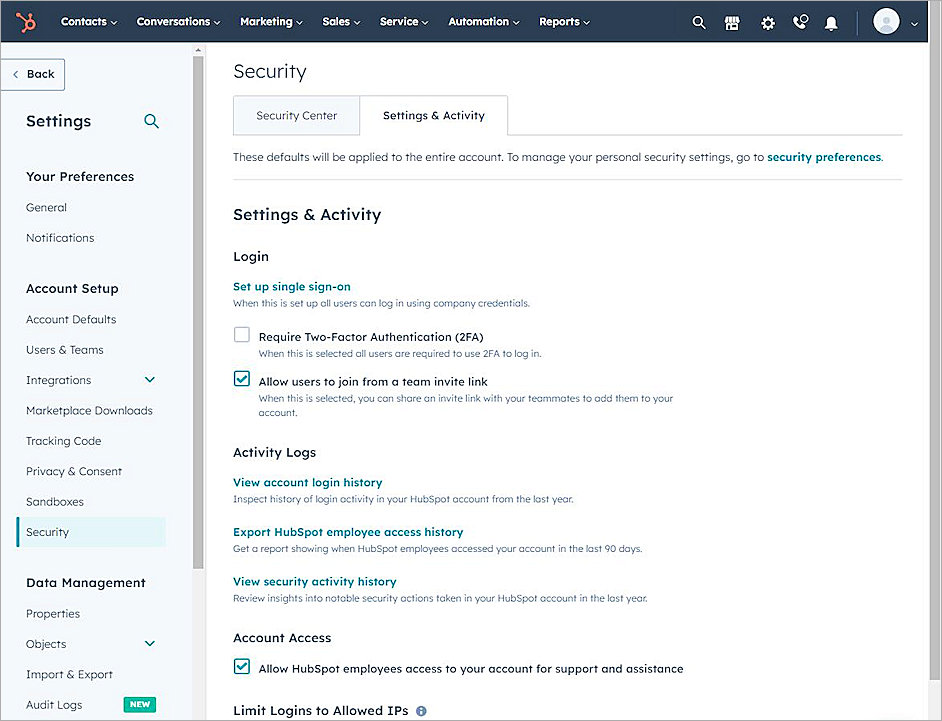 Contacts Conversations Marketing Sales Service Automation Reports
Back
Settings
Your Preferences
General
Notifications
Account Setup
Account Defaults
Users & Teams
Integrations
Marketplace Downloads
Tracking Code
Privacy & Consent
Sandboxes
Security
Data Management
Properties
Objects
Import & Export
Audit Logs NEW
Security
Security Center Settings & Activity
These defaults will be applied to the entire account. To manage your personal security settings, go to security preferences.
Settings & Activity
Login
Set up single sign-on
When this is set up all users can log in using company credentials.
Require Two-Factor Authentication (2FA)
When this is selected all users are required to use 2FA to log in.
Allow users to join from a team invite link
When this is selected, you can share an invite link with your teammates to add them to your
account.
Activity Logs
View account login history
Inspect history of login activity in your HubSpot account from the last year.
Export HubSpot employee access history
Get a report showing when HubSpot employees accessed your account in the last 90 days.
View security activity history
Review insights into notable security actions taken in your HubSpot account in the last year.
Account Access
Allow HubSpot employees access to your account for support and assistance
Limit Logins to Allowed IPs